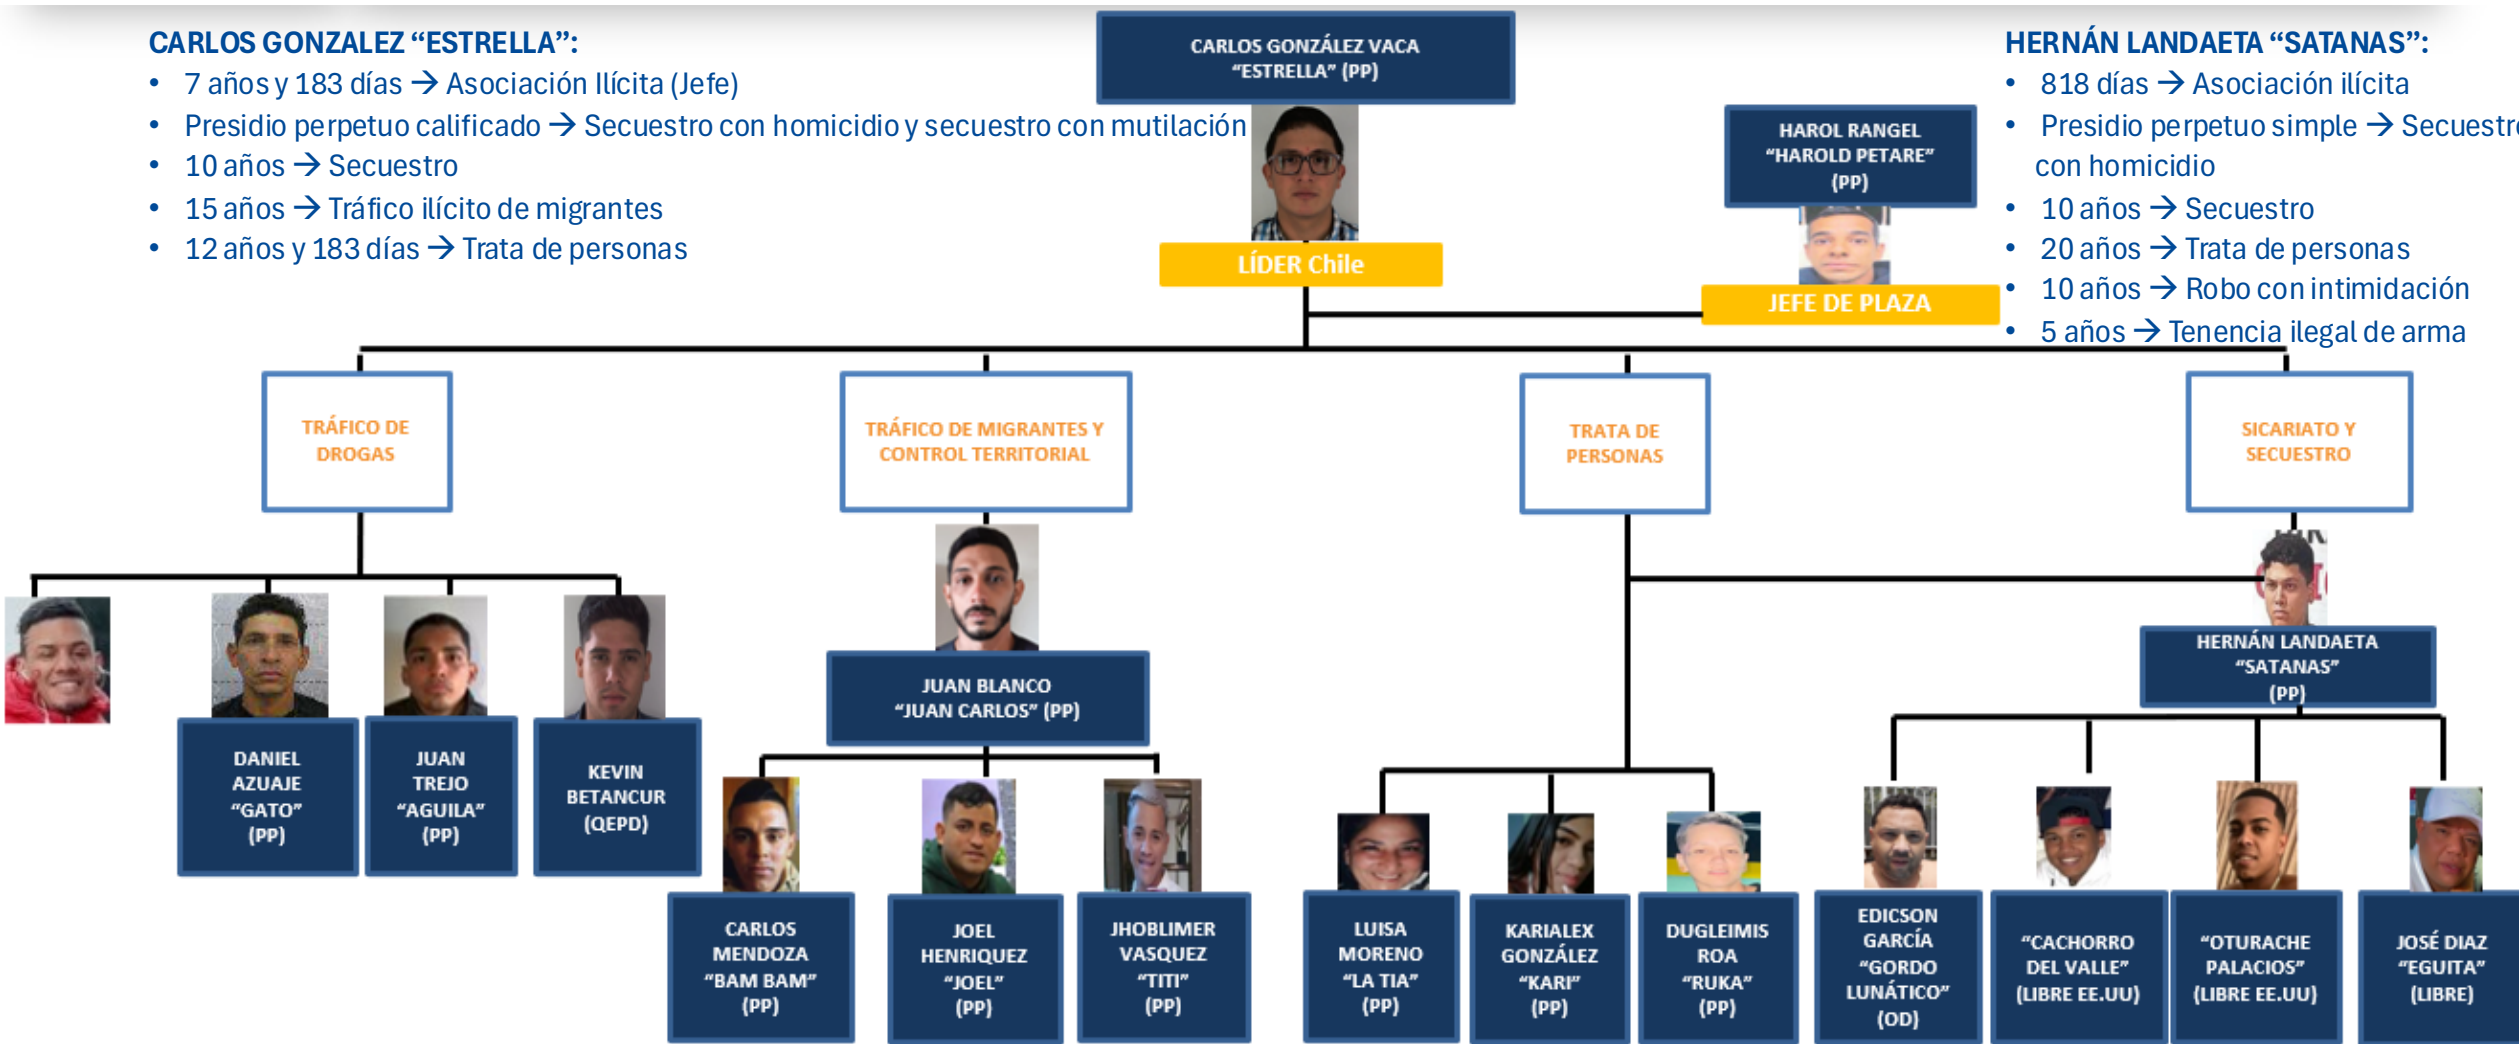 CARLOS GONZALEZ “ESTRELLA”:
• 7 años y 183 días → Asociación Ilícita (Jefe)
• Presidio perpetuo calificado → Secuestro con homicidio y secuestro con mutilación
• 10 años → Secuestro
• 15 años → Tráfico ilícito de migrantes
• 12 años y 183 días → Trata de personas
CARLOS GONZÁLEZ VACA
“ESTRELLA” (PP)
LÍDER Chile
HAROL RANGEL
“HAROLD PETARE”
(PP)
JEFE DE PLAZA
HERNÁN LANDAETA “SATANAS”:
• 818 días → Asociación ilícita
• Presidio perpetuo simple → Secuestro
con homicidio
• 10 años → Secuestro
• 20 años → Trata de personas
• 10 años → Robo con intimidación
• 5 años → Tenencia ilegal de arma
TRÁFICO DE
DROGAS
TRÁFICO DE MIGRANTES Y
CONTROL TERRITORIAL
TRATA DE
PERSONAS
SICARIATO Y
SECUESTRO
DANIEL
AZUAJE
“GATO”
(PP)
JUAN
TREJO
“AGUILA”
(PP)
KEVIN
BETANCUR
(QEPD)
JUAN BLANCO
“JUAN CARLOS” (PP)
HERNÁN LANDAETA
“SATANAS”
(PP)
CARLOS
MENDOZA
“BAM BAM”
(PP)
JOEL
HENRIQUEZ
“JOEL”
(PP)
JHOBLIMER
VASQUEZ
“TITI”
(PP)
LUISA
MORENO
“LA TIA”
(PP)
KARIALEX
GONZÁLEZ
“KARI”
(PP)
DUGLEIMIS
ROA
“RUKA”
(PP)
EDICSON
GARCÍA
“GORDO
LUNÁTICO”
(OD)
“CACHORRO
DEL VALLE”
(LIBRE EE.UU)
“OTURACHE
PALACIOS”
(LIBRE EE.UU)
JOSÉ DIAZ
“EGUITA”
(LIBRE)